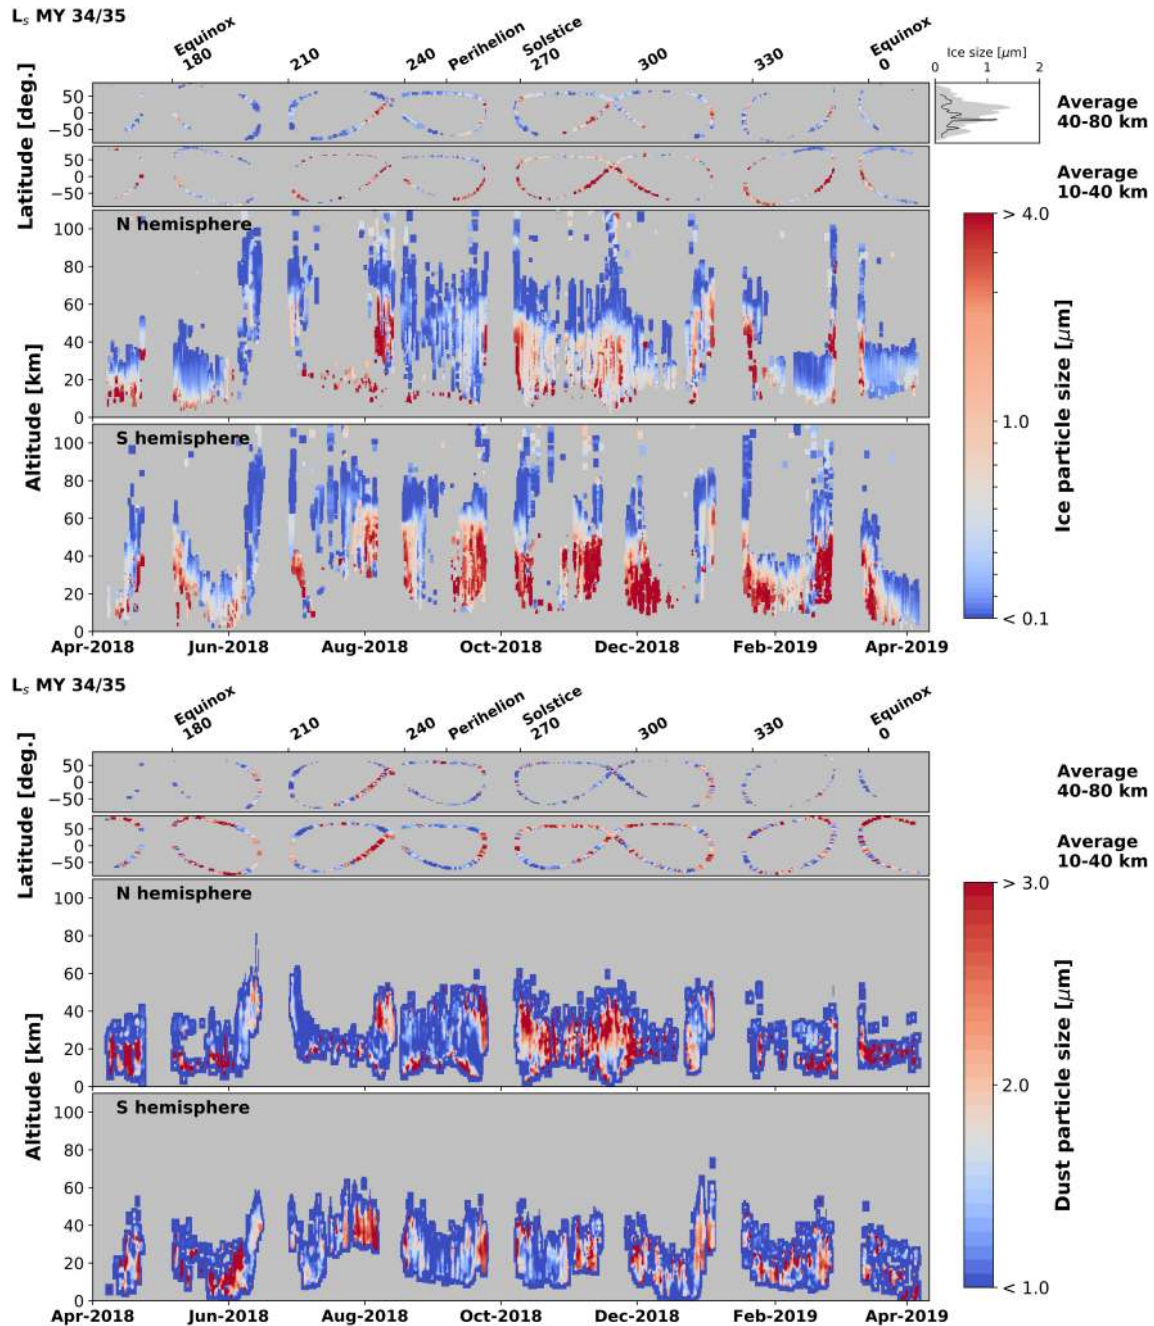 Ls MY 34/35
Equinox
180
210
240
Perihelion
Solstice
270
300
330
Equinox
0
Ice size [μm]
0 1 2
Latitude [deg.]
50
0
−50
Average
40-80 km
50
0
−50
Average
10-40 km
N hemisphere
Altitude [km]
100
80
60
40
20
0
S hemisphere
100
80
60
40
20
0
Apr-2018 Jun-2018 Aug-2018 Oct-2018 Dec-2018 Feb-2019 Apr-2019
> 4.0
1.0
< 0.1
Ice particle size [μm]
Ls MY 34/35
Equinox
180
210
240
Perihelion
Solstice
270
300
330
Equinox
0
Latitude [deg.]
50
0
−50
Average
40-80 km
50
0
−50
Average
10-40 km
N hemisphere
Altitude [km]
100
80
60
40
20
0
S hemisphere
100
80
60
40
20
0
Apr-2018 Jun-2018 Aug-2018 Oct-2018 Dec-2018 Feb-2019 Apr-2019
> 3.0
2.0
< 1.0
Dust particle size [μm]